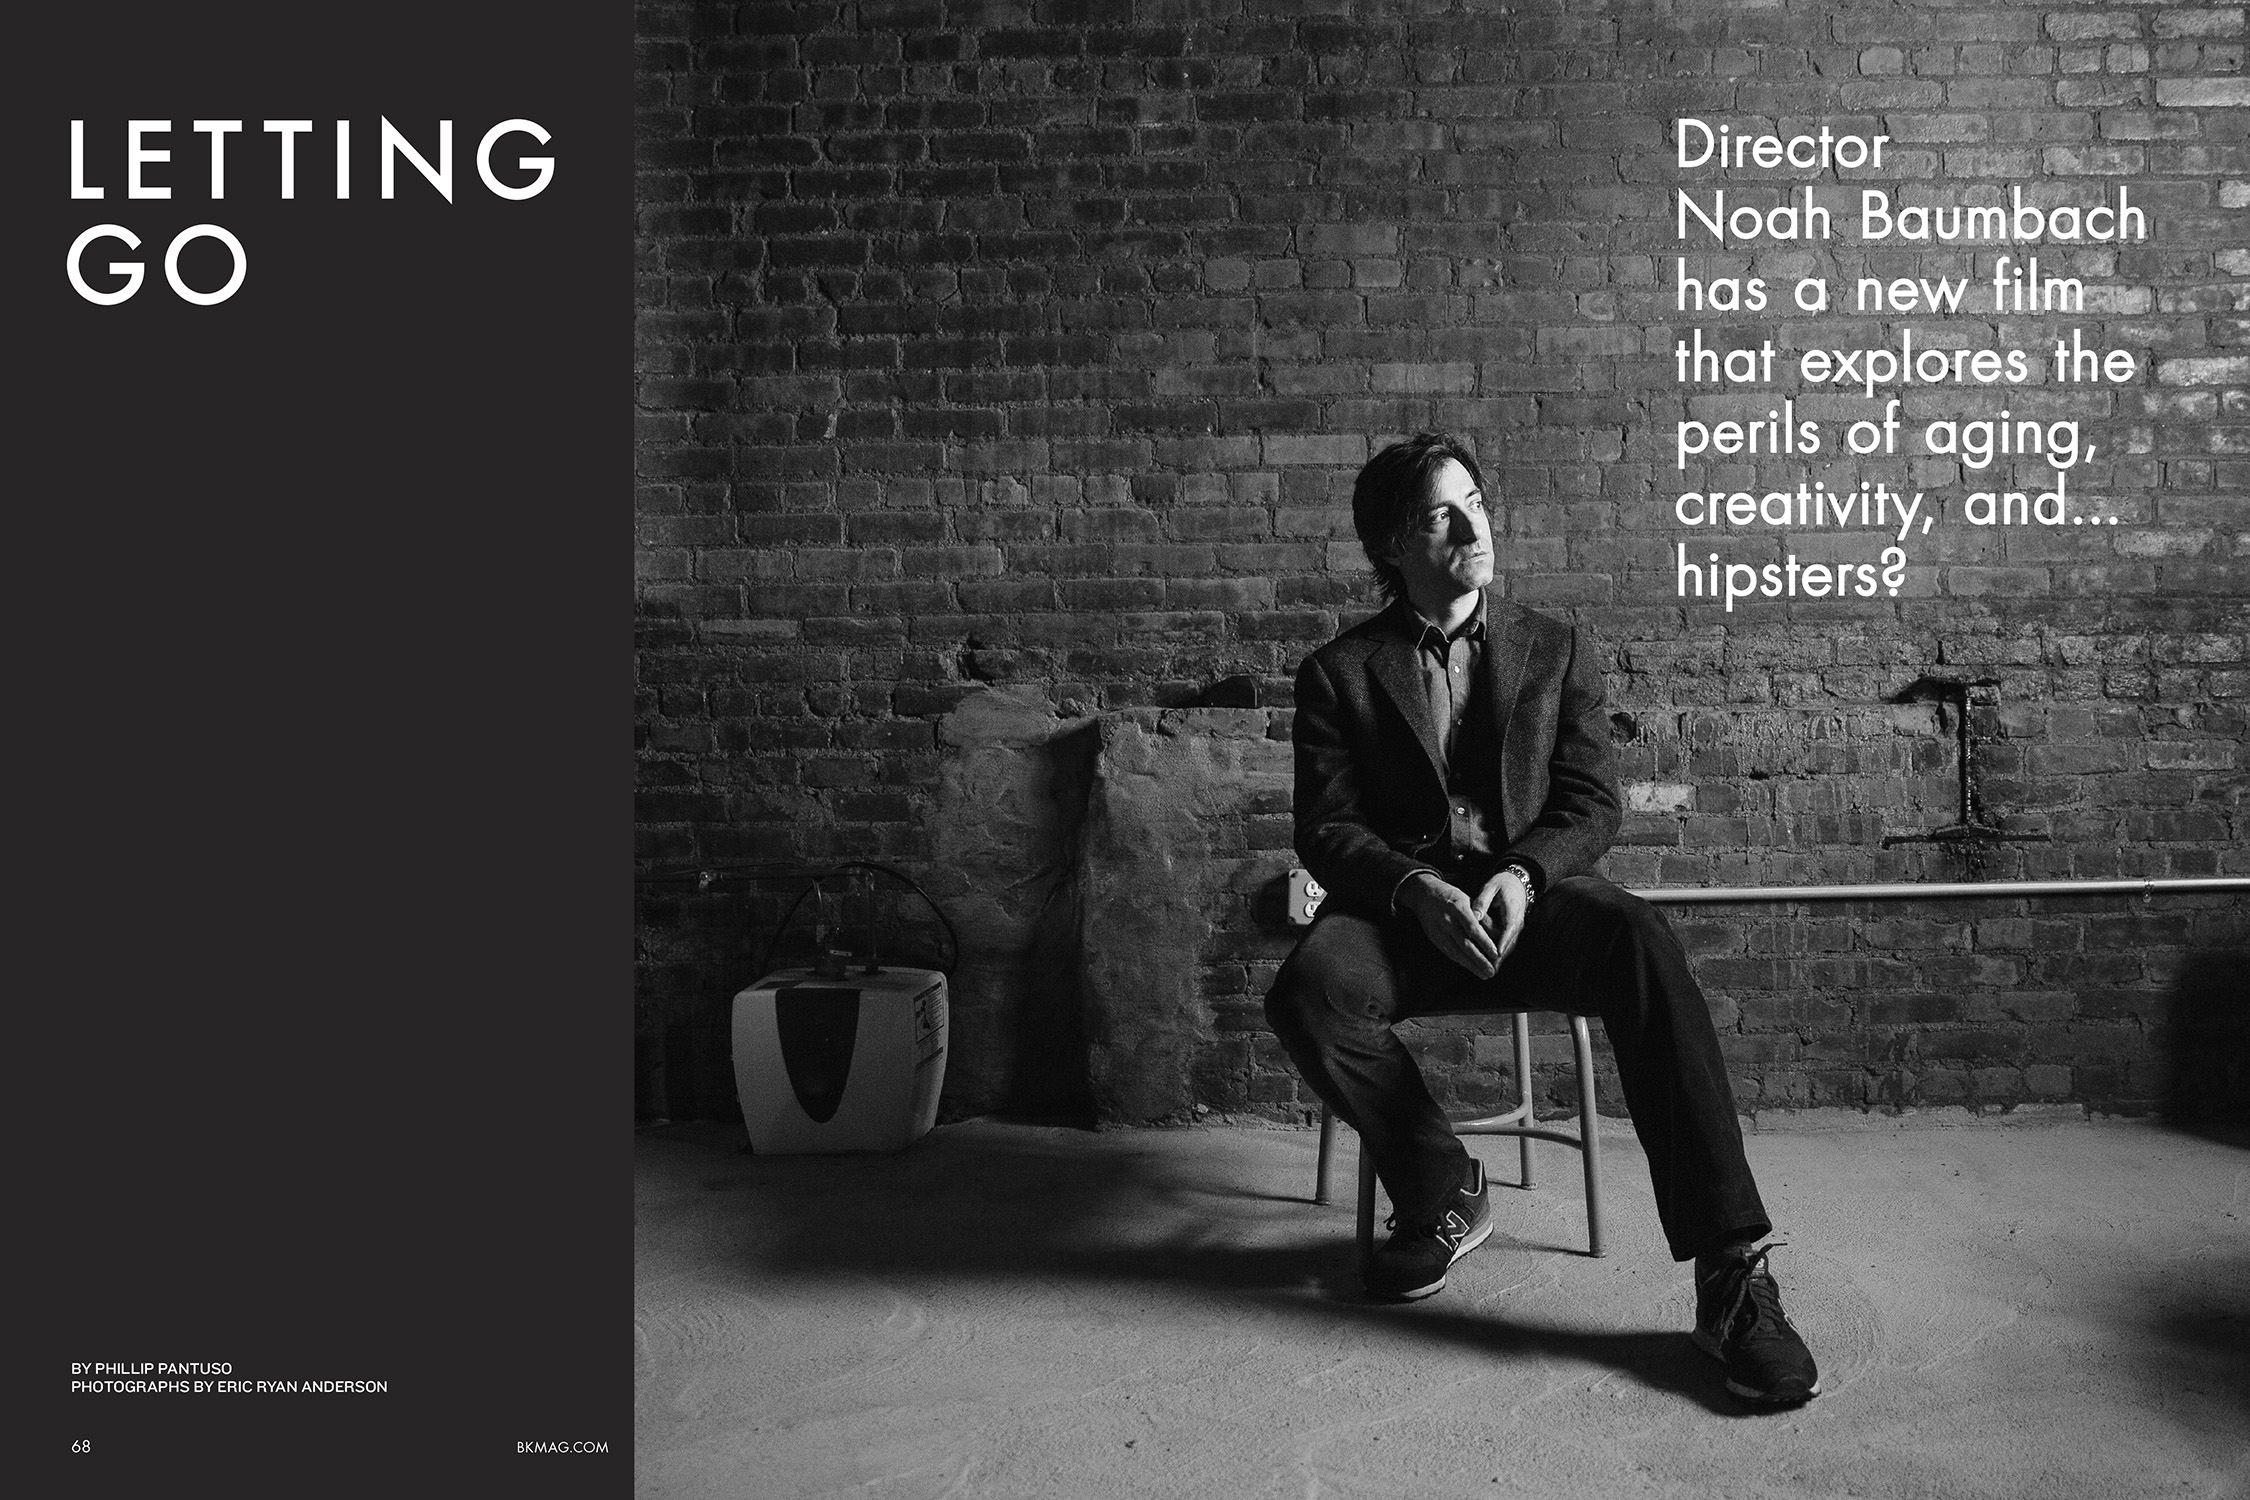 LETTING
GO
Director
Noah Baumbach
has a new film
that explores the
perils of aging,
creativity, and...
hipsters?
BY PHILLIP PANTUSO
PHOTOGRAPHS BY ERIC RYAN ANDERSON
68
BKMAG.COM